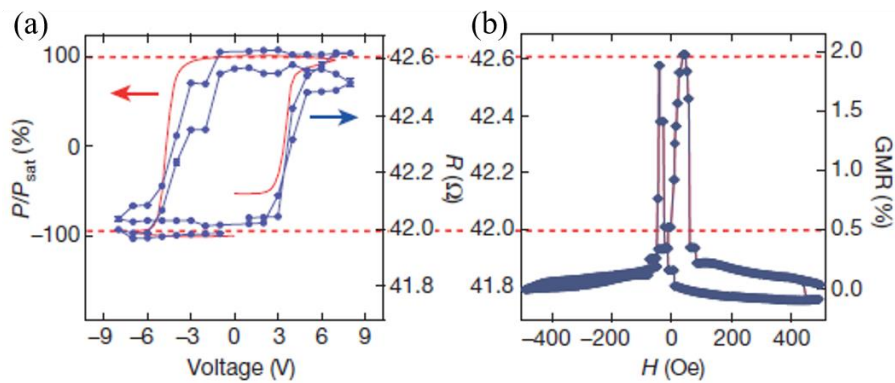 (a)
100
0
−100
P/Psat (%)
−9 −6 −3 0 3 6 9
Voltage (V)
42.6
42.4
42.2
42.0
41.8
R (Ω)
(b)
42.6
42.4
42.2
42.0
41.8
−400 −200 0 200 400
H (Oe)
2.0
1.5
1.0
0.5
0.0
GMR (%)